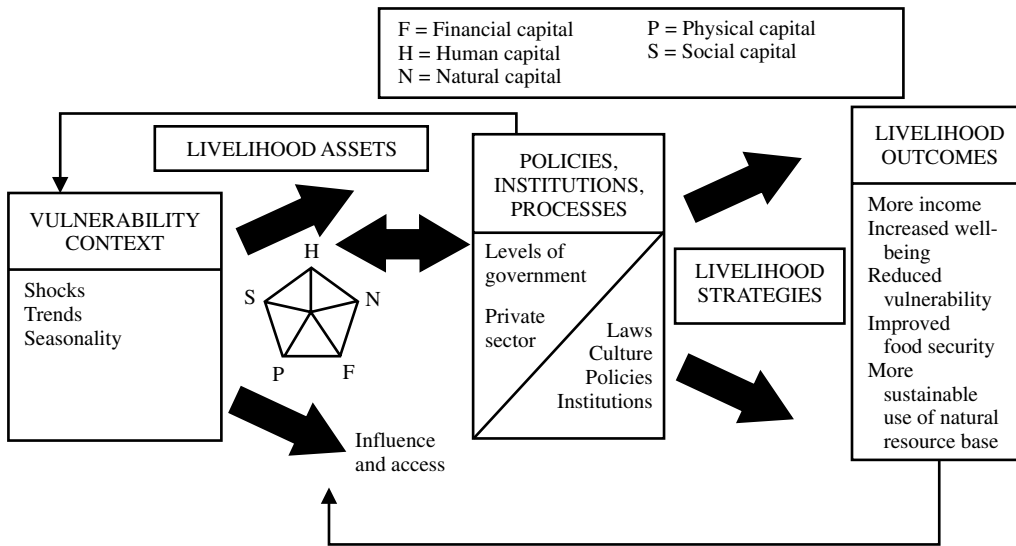 F = Financial capital
H = Human capital
N = Natural capital
P = Physical capital
S = Social capital
LIVELIHOOD ASSETS
VULNERABILITY
CONTEXT
Shocks
Trends
Seasonality
H
S
N
P
F
Influence
and access
POLICIES,
INSTITUTIONS,
PROCESSES
Levels of
government
Private
sector
Laws
Culture
Policies
Institutions
LIVELIHOOD
STRATEGIES
LIVELIHOOD
OUTCOMES
More income
Increased well-
being
Reduced
vulnerability
Improved
food security
More
sustainable
use of natural
resource base